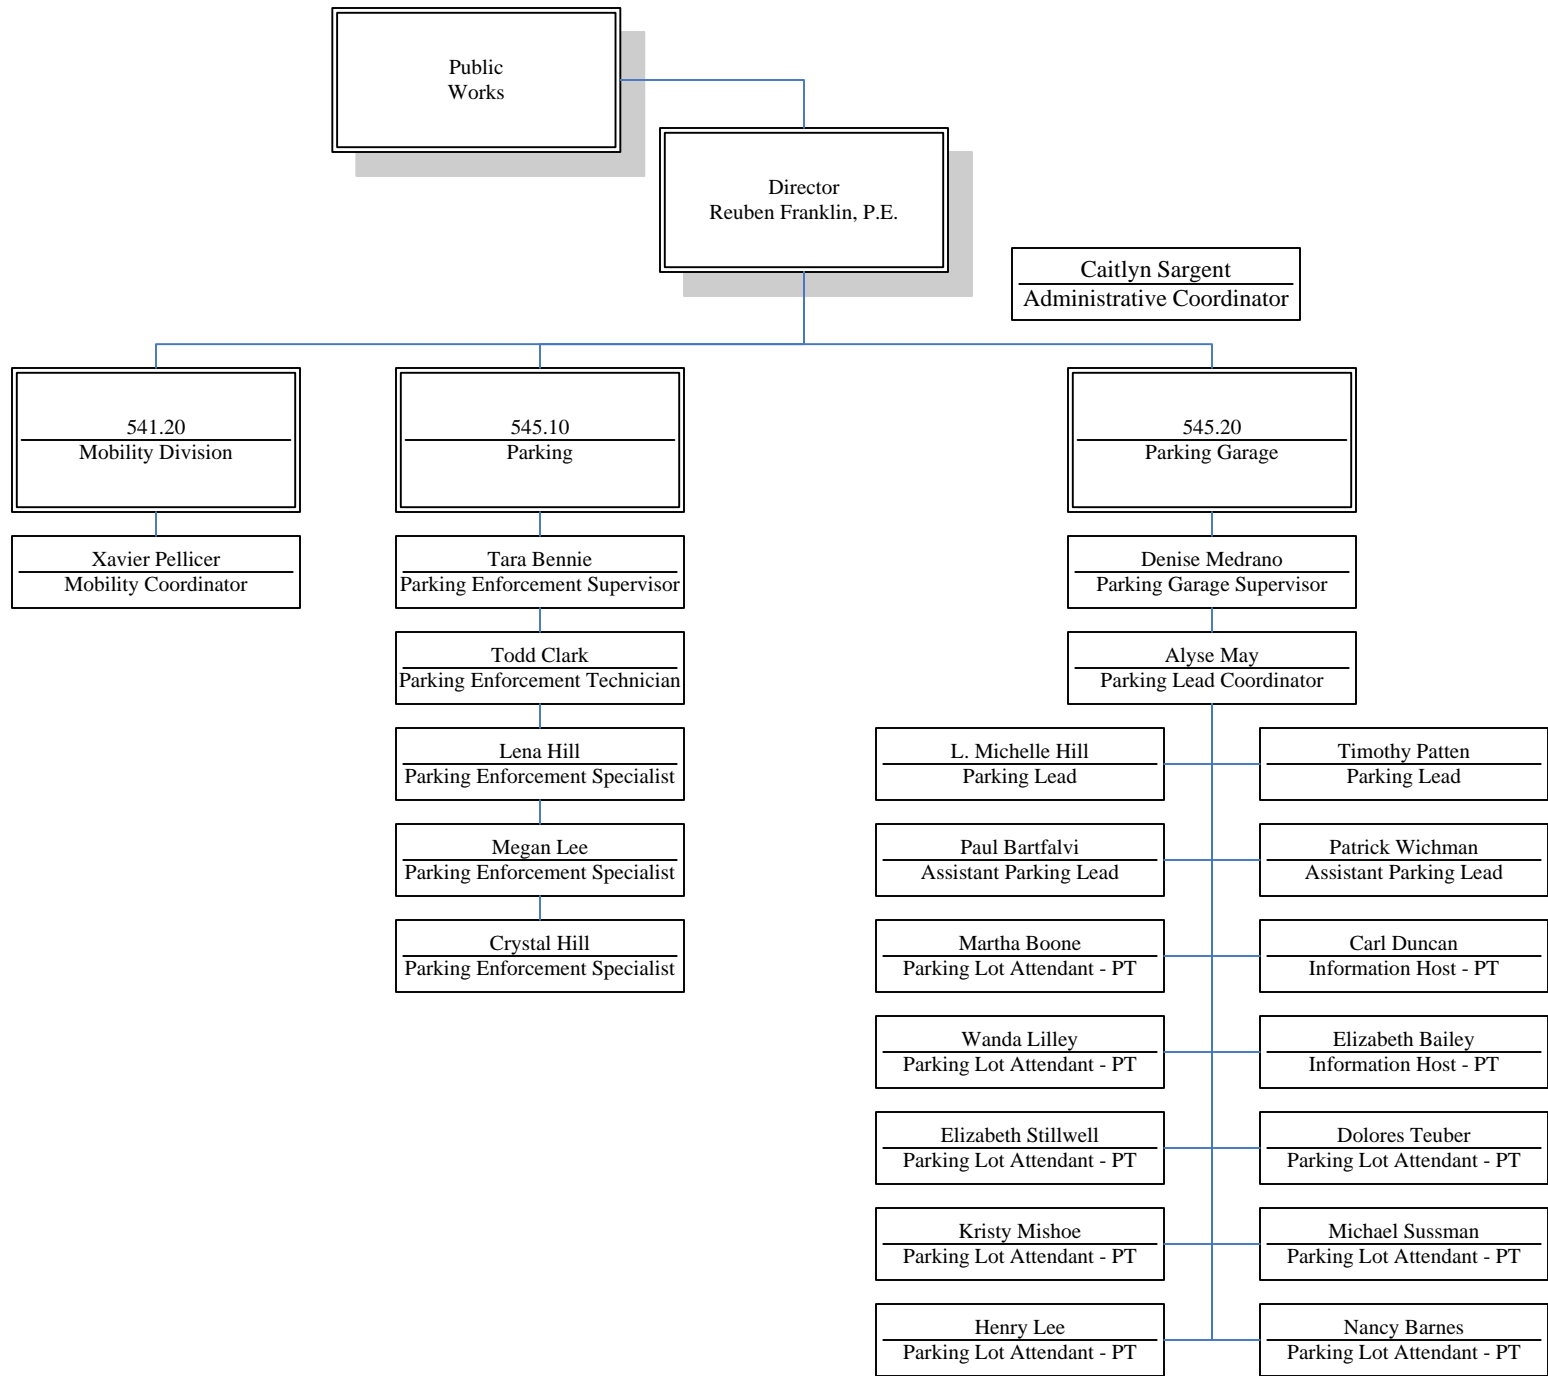 Public
Works
Director
Reuben Franklin, P.E.
Caitlyn Sargent
Administrative Coordinator
541.20
Mobility Division
545.10
Parking
545.20
Parking Garage
Xavier Pellicer
Mobility Coordinator
Tara Bennie
Parking Enforcement Supervisor
Denise Medrano
Parking Garage Supervisor
Todd Clark
Parking Enforcement Technician
Alyse May
Parking Lead Coordinator
Lena Hill
Parking Enforcement Specialist
L. Michelle Hill
Parking Lead
Timothy Patten
Parking Lead
Megan Lee
Parking Enforcement Specialist
Paul Bartfalvi
Assistant Parking Lead
Patrick Wichman
Assistant Parking Lead
Crystal Hill
Parking Enforcement Specialist
Martha Boone
Parking Lot Attendant - PT
Carl Duncan
Information Host - PT
Wanda Lilley
Parking Lot Attendant - PT
Elizabeth Bailey
Information Host - PT
Elizabeth Stillwell
Parking Lot Attendant - PT
Dolores Teuber
Parking Lot Attendant - PT
Kristy Mishoe
Parking Lot Attendant - PT
Michael Sussman
Parking Lot Attendant - PT
Henry Lee
Parking Lot Attendant - PT
Nancy Barnes
Parking Lot Attendant - PT